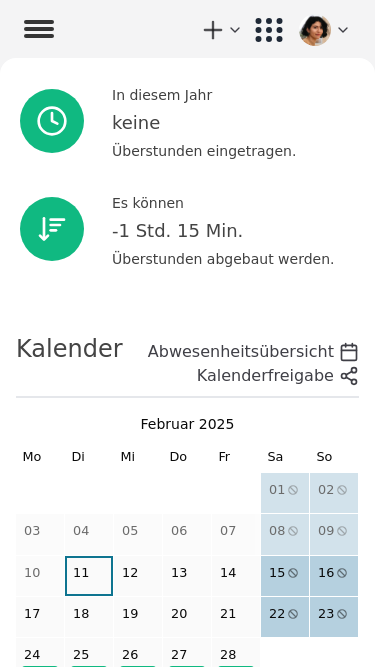 In diesem Jahr
keine
Überstunden eingetragen.
Es können
-1 Std. 15 Min.
Überstunden abgebaut werden.
Kalender
Abwesenheitsübersicht
Kalenderfreigabe
Februar 2025
Mo Di Mi Do Fr Sa So
01 02
03 04 05 06 07 08 09
10 11 12 13 14 15 16
17 18 19 20 21 22 23
24 25 26 27 28